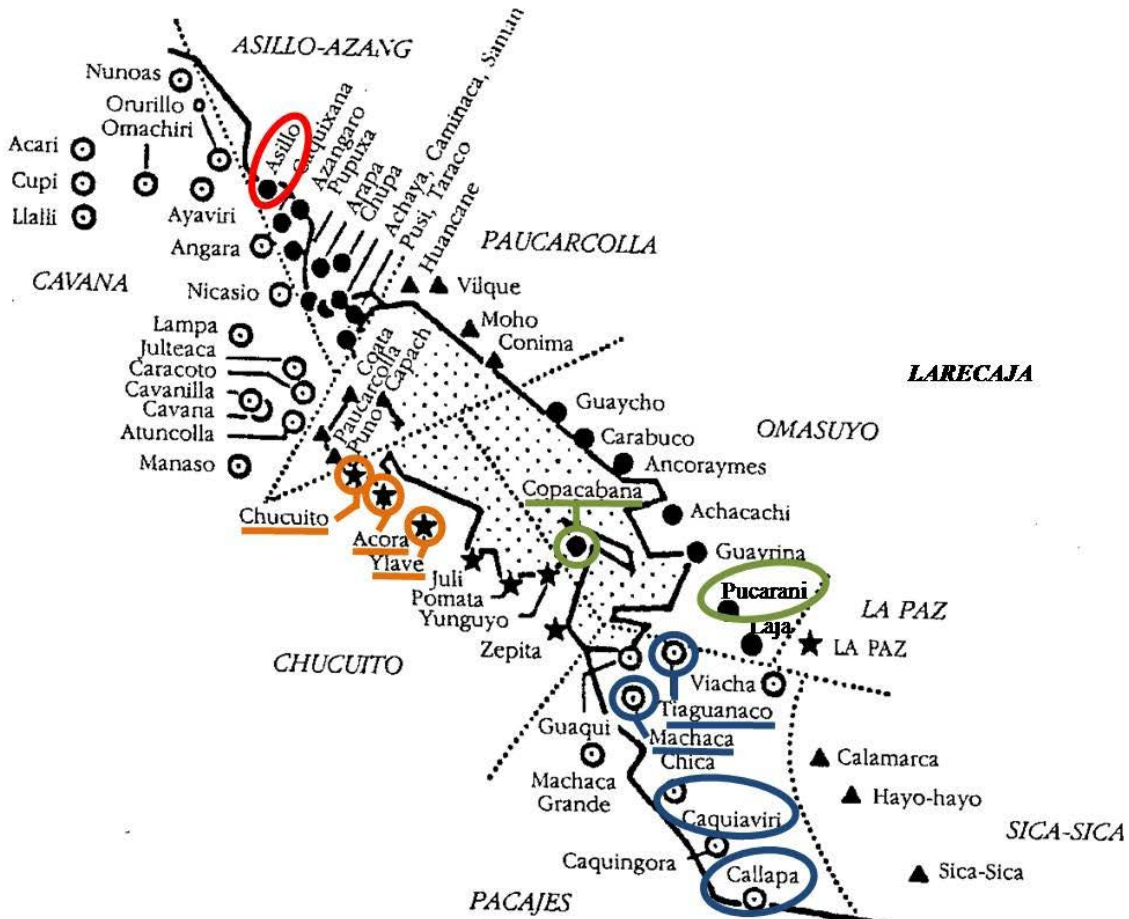 ASILLO-AZANG
Nunoas
Orurillo
Omachiri
Acari
Cupi
Llalli
Ayaviri
Angara
CAVANA
Nicasio
Asillo
Caquixana
Azangaro
Pupuxa
Arapa
Chupa
Achaya, Caminaca, Saman
Pusi, Taraco
Huancane
PAUCARCOLLA
Vilque
Moho
Conima
Lampa
Julteaca
Caracoto
Cavanilla
Cavana
Atuncolla
Manaso
Coata
Paucarcolla
Capach
Puno
LARECAJA
Guaycho
Carabuco
OMASUYO
Ancoraymes
Copacabana
Achacachi
Chucuito
Acora
Ylave
Guayrina
Juli
Pomata
Yunguyo
Pucarani
LA PAZ
Laja
LA PAZ
Zepita
CHUCUITO
Viacha
Tiaguanaco
Guaqui
Machaca
Chica
Calamarca
Machaca
Grande
Hayo-hayo
Caquiaviri
SICA-SICA
Caquingora
Callapa
Sica-Sica
PACAJES